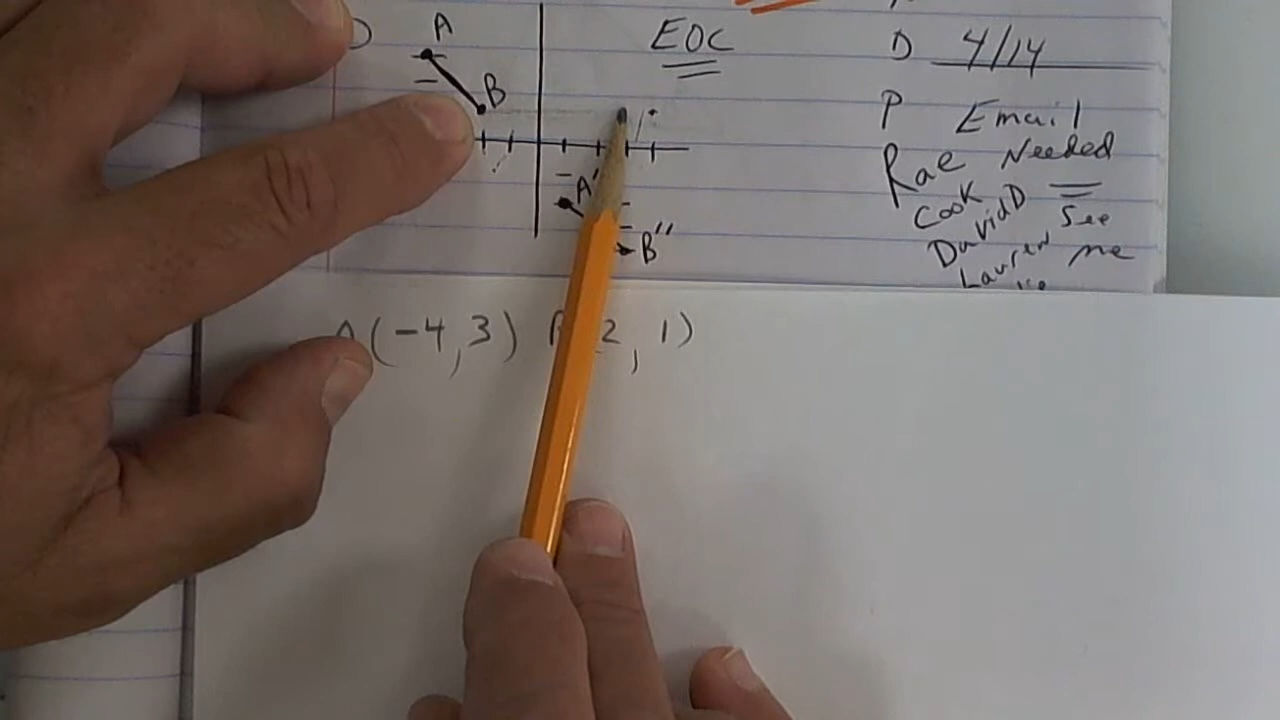 A
B
EOC
A'
B''
D 4/14
P Email
Rae Needed
Cook
DavidD See
Lauren me
A(-4,3) B 2, 1)